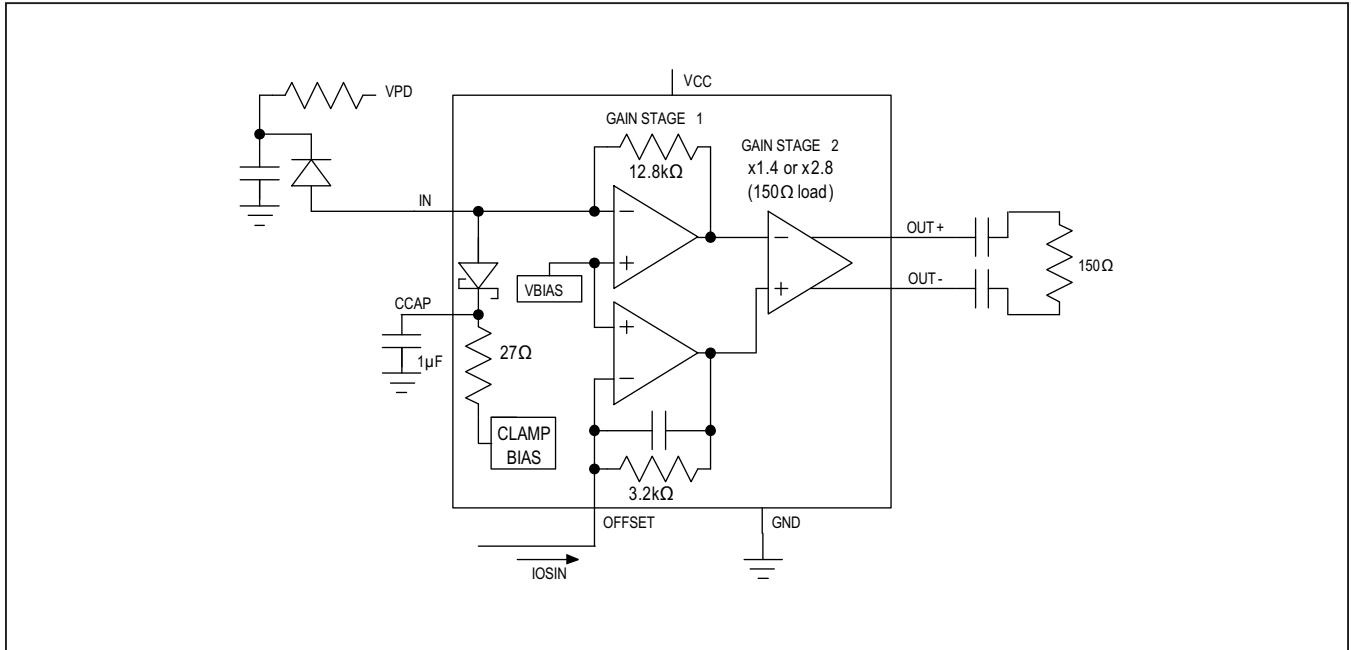 VCC
VPD
GAIN STAGE 1
12.8kΩ
GAIN STAGE 2
x1.4 or x2.8
(150Ω load)
IN
−
+
VBIAS
−
+
OUT+
OUT-
150Ω
CCAP
1µF
27Ω
+
−
CLAMP
BIAS
3.2kΩ
OFFSET
GND
IOSIN